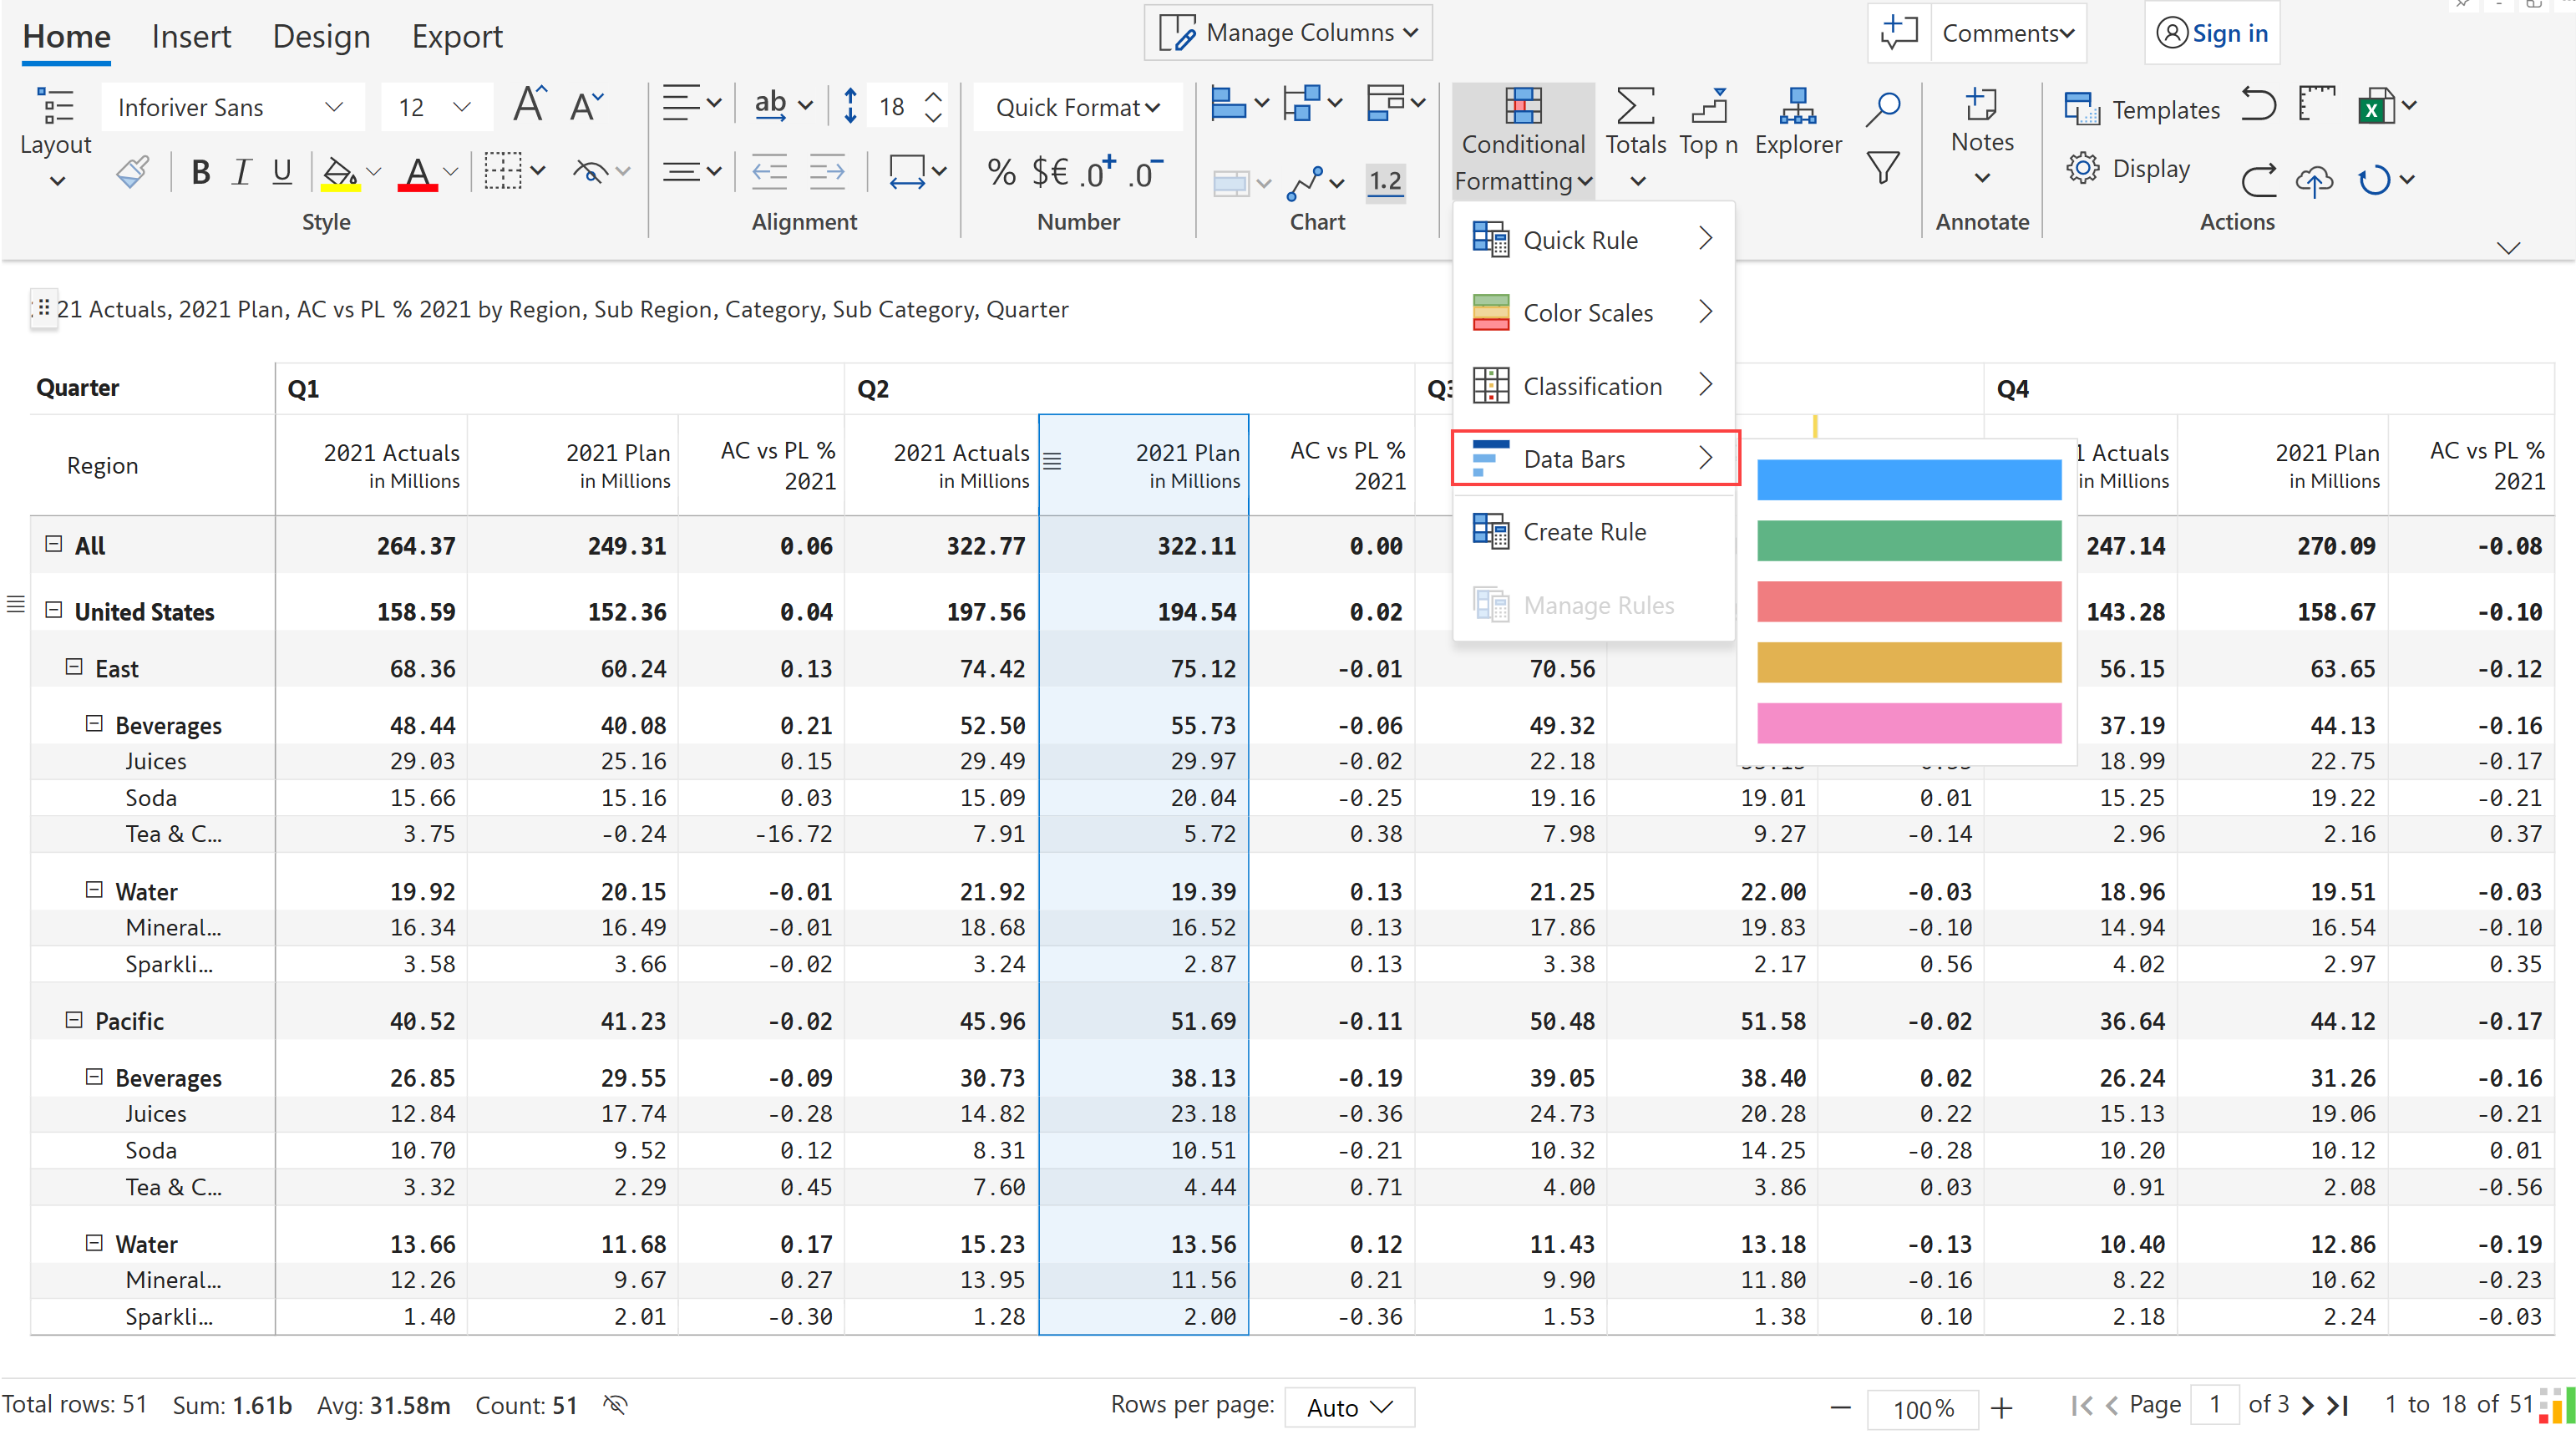 Home Insert Design Export Manage Columns Comments Sign in
Inforiver Sans 12 A A ab 18 Quick Format Templates
Layout Conditional Totals Top n Explorer Notes
Formatting
B I U A % $€ .0+ .0- 1.2 Display
Style Alignment Number Chart Annotate Actions
Quick Rule
Color Scales
Classification
Data Bars
Create Rule
Manage Rules
21 Actuals, 2021 Plan, AC vs PL % 2021 by Region, Sub Region, Category, Sub Category, Quarter
Quarter Q1 Q2 Q3 Q4
Region 2021 Actuals in Millions 2021 Plan in Millions AC vs PL % 2021 2021 Actuals in Millions 2021 Plan in Millions AC vs PL % 2021 1 Actuals in Millions 2021 Plan in Millions AC vs PL % 2021
All 264.37 249.31 0.06 322.77 322.11 0.00 247.14 270.09 -0.08
United States 158.59 152.36 0.04 197.56 194.54 0.02 143.28 158.67 -0.10
East 68.36 60.24 0.13 74.42 75.12 -0.01 70.56 56.15 63.65 -0.12
Beverages 48.44 40.08 0.21 52.50 55.73 -0.06 49.32 37.19 44.13 -0.16
Juices 29.03 25.16 0.15 29.49 29.97 -0.02 22.18 18.99 22.75 -0.17
Soda 15.66 15.16 0.03 15.09 20.04 -0.25 19.16 19.01 0.01 15.25 19.22 -0.21
Tea & C... 3.75 -0.24 -16.72 7.91 5.72 0.38 7.98 9.27 -0.14 2.96 2.16 0.37
Water 19.92 20.15 -0.01 21.92 19.39 0.13 21.25 22.00 -0.03 18.96 19.51 -0.03
Mineral... 16.34 16.49 -0.01 18.68 16.52 0.13 17.86 19.83 -0.10 14.94 16.54 -0.10
Sparkli... 3.58 3.66 -0.02 3.24 2.87 0.13 3.38 2.17 0.56 4.02 2.97 0.35
Pacific 40.52 41.23 -0.02 45.96 51.69 -0.11 50.48 51.58 -0.02 36.64 44.12 -0.17
Beverages 26.85 29.55 -0.09 30.73 38.13 -0.19 39.05 38.40 0.02 26.24 31.26 -0.16
Juices 12.84 17.74 -0.28 14.82 23.18 -0.36 24.73 20.28 0.22 15.13 19.06 -0.21
Soda 10.70 9.52 0.12 8.31 10.51 -0.21 10.32 14.25 -0.28 10.20 10.12 0.01
Tea & C... 3.32 2.29 0.45 7.60 4.44 0.71 4.00 3.86 0.03 0.91 2.08 -0.56
Water 13.66 11.68 0.17 15.23 13.56 0.12 11.43 13.18 -0.13 10.40 12.86 -0.19
Mineral... 12.26 9.67 0.27 13.95 11.56 0.21 9.90 11.80 -0.16 8.22 10.62 -0.23
Sparkli... 1.40 2.01 -0.30 1.28 2.00 -0.36 1.53 1.38 0.10 2.18 2.24 -0.03
Total rows: 51 Sum: 1.61b Avg: 31.58m Count: 51 Rows per page: Auto 100% Page 1 of 3 1 to 18 of 51